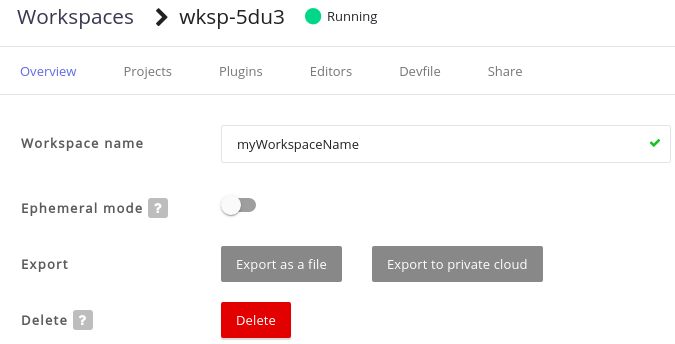 Workspaces wksp-5du3 Running
Overview Projects Plugins Editors Devfile Share
Workspace name myWorkspaceName
Ephemeral mode ?
Export Export as a file Export to private cloud
Delete ? Delete